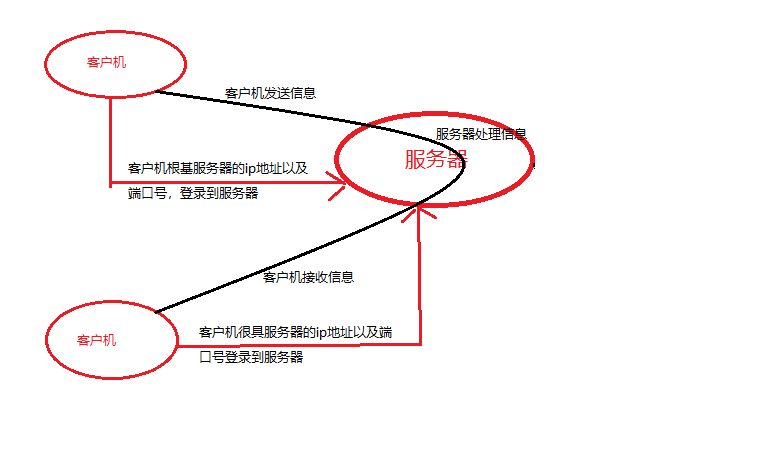 客户机
客户机发送信息
服务器处理信息
服务器
客户机根基服务器的ip地址以及
端口号，登录到服务器
客户机接收信息
客户机
客户机很具服务器的ip地址以及端
口号登录到服务器